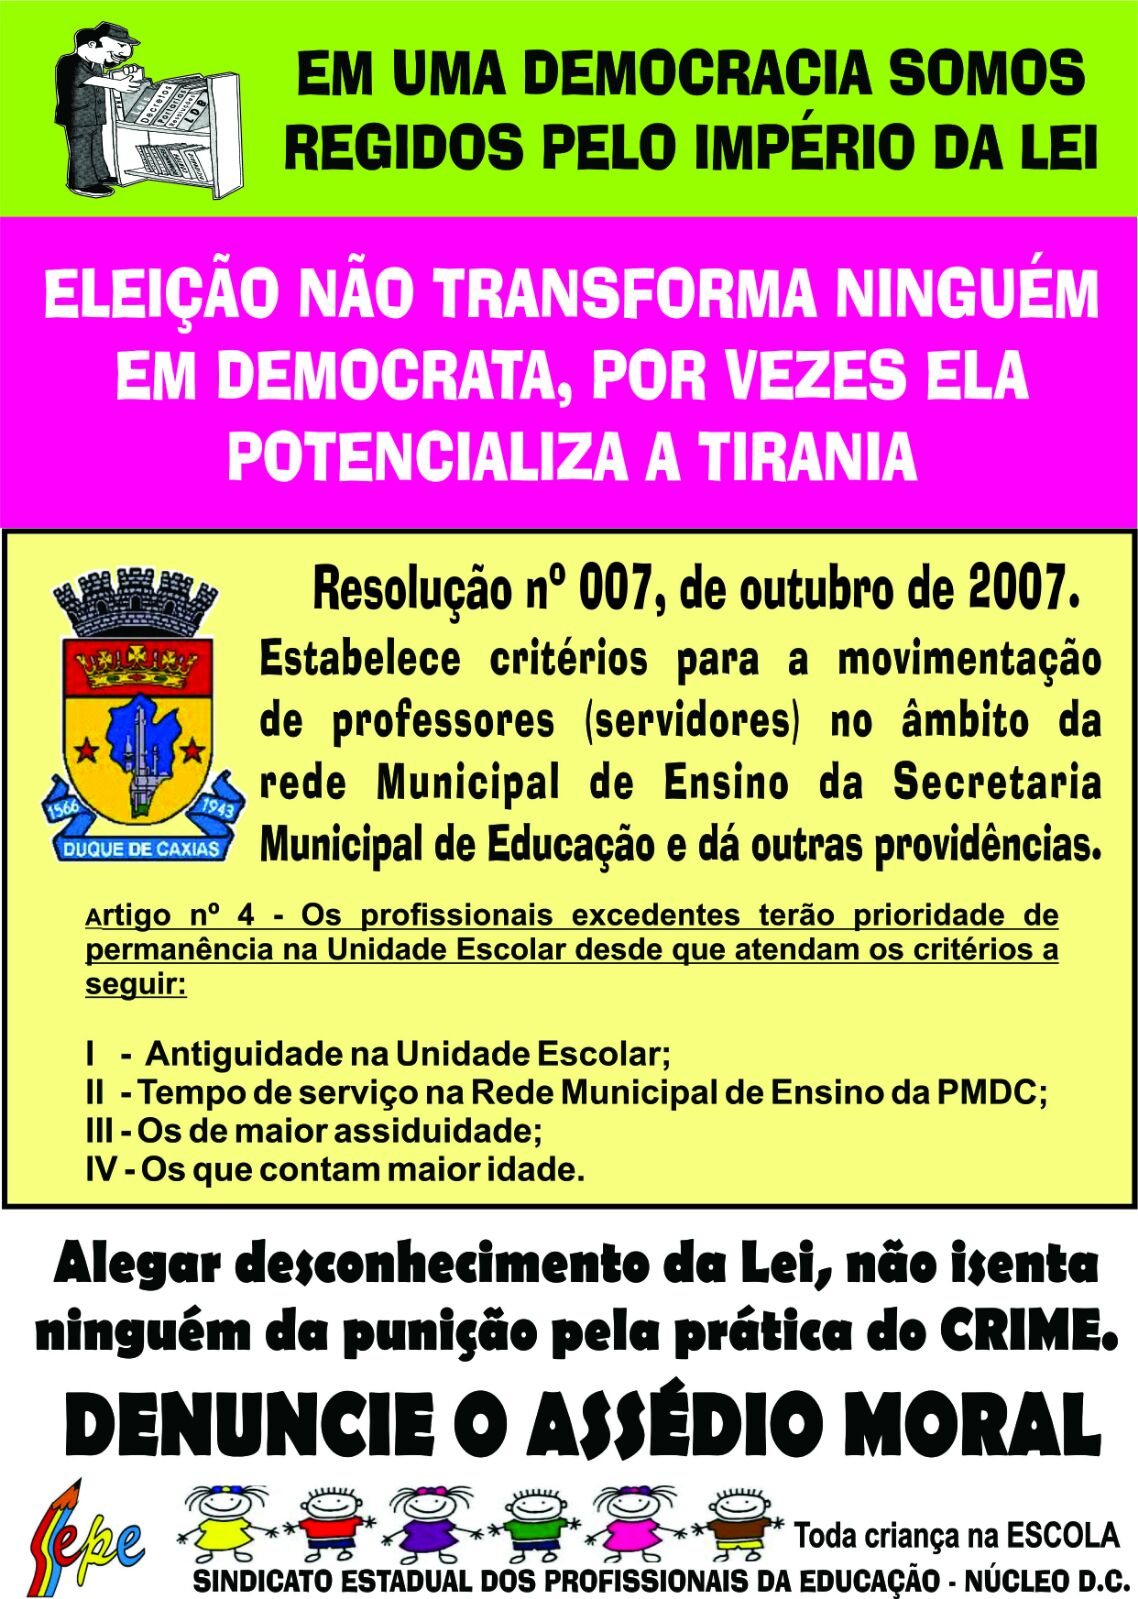 Decretos
Portarias
Resoluções
LDB
EM UMA DEMOCRACIA SOMOS
REGIDOS PELO IMPÉRIO DA LEI
ELEIÇÃO NÃO TRANSFORMA NINGUÉM
EM DEMOCRATA, POR VEZES ELA
POTENCIALIZA A TIRANIA
Resolução nº 007, de outubro de 2007.
Estabelece critérios para a movimentação
de professores (servidores) no âmbito da
rede Municipal de Ensino da Secretaria
Municipal de Educação e dá outras providências.
1566 1943
DUQUE DE CAXIAS
Artigo nº 4 - Os profissionais excedentes terão prioridade de
permanência na Unidade Escolar desde que atendam os critérios a
seguir:
I - Antiguidade na Unidade Escolar;
II - Tempo de serviço na Rede Municipal de Ensino da PMDC;
III - Os de maior assiduidade;
IV - Os que contam maior idade.
Alegar desconhecimento da Lei, não isenta
ninguém da punição pela prática do CRIME.
DENUNCIE O ASSÉDIO MORAL
Sepe
Toda criança na ESCOLA
SINDICATO ESTADUAL DOS PROFISSIONAIS DA EDUCAÇÃO - NÚCLEO D.C.